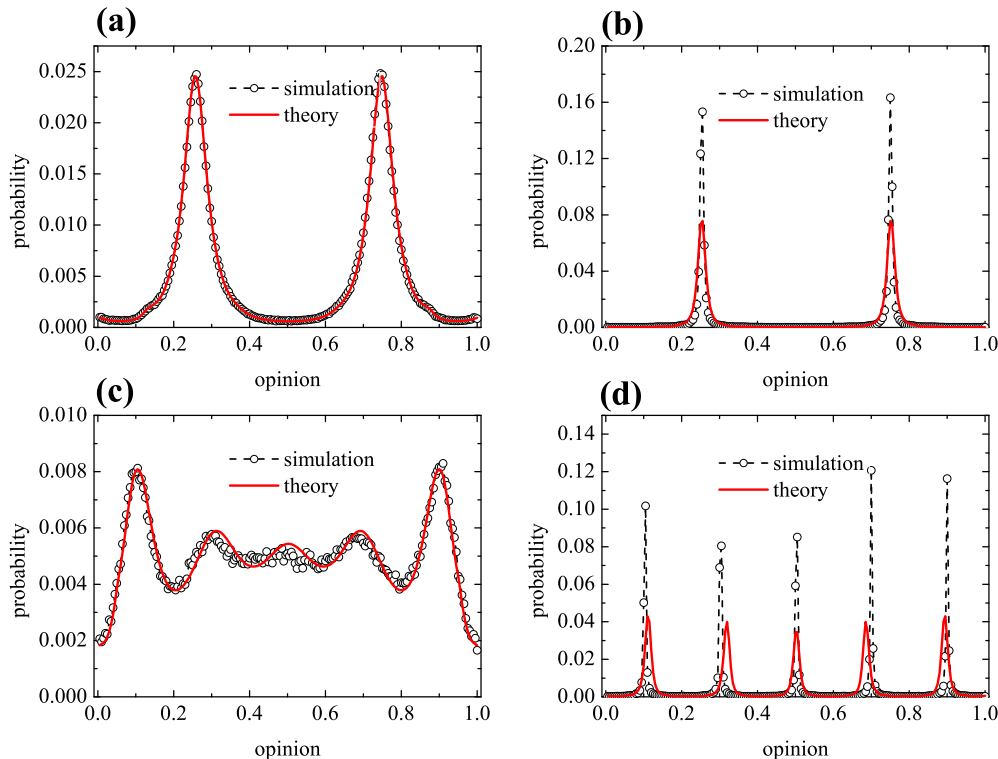 (a)
0.025
0.020
0.015
0.010
0.005
0.000
probability
simulation
theory
0.0 0.2 0.4 0.6 0.8 1.0
opinion
(b)
0.20
0.16
0.12
0.08
0.04
0.00
probability
simulation
theory
0.0 0.2 0.4 0.6 0.8 1.0
opinion
(c)
0.010
0.008
0.006
0.004
0.002
0.000
probability
simulation
theory
0.0 0.2 0.4 0.6 0.8 1.0
opinion
(d)
0.14
0.12
0.10
0.08
0.06
0.04
0.02
0.00
probability
simulation
theory
0.0 0.2 0.4 0.6 0.8 1.0
opinion